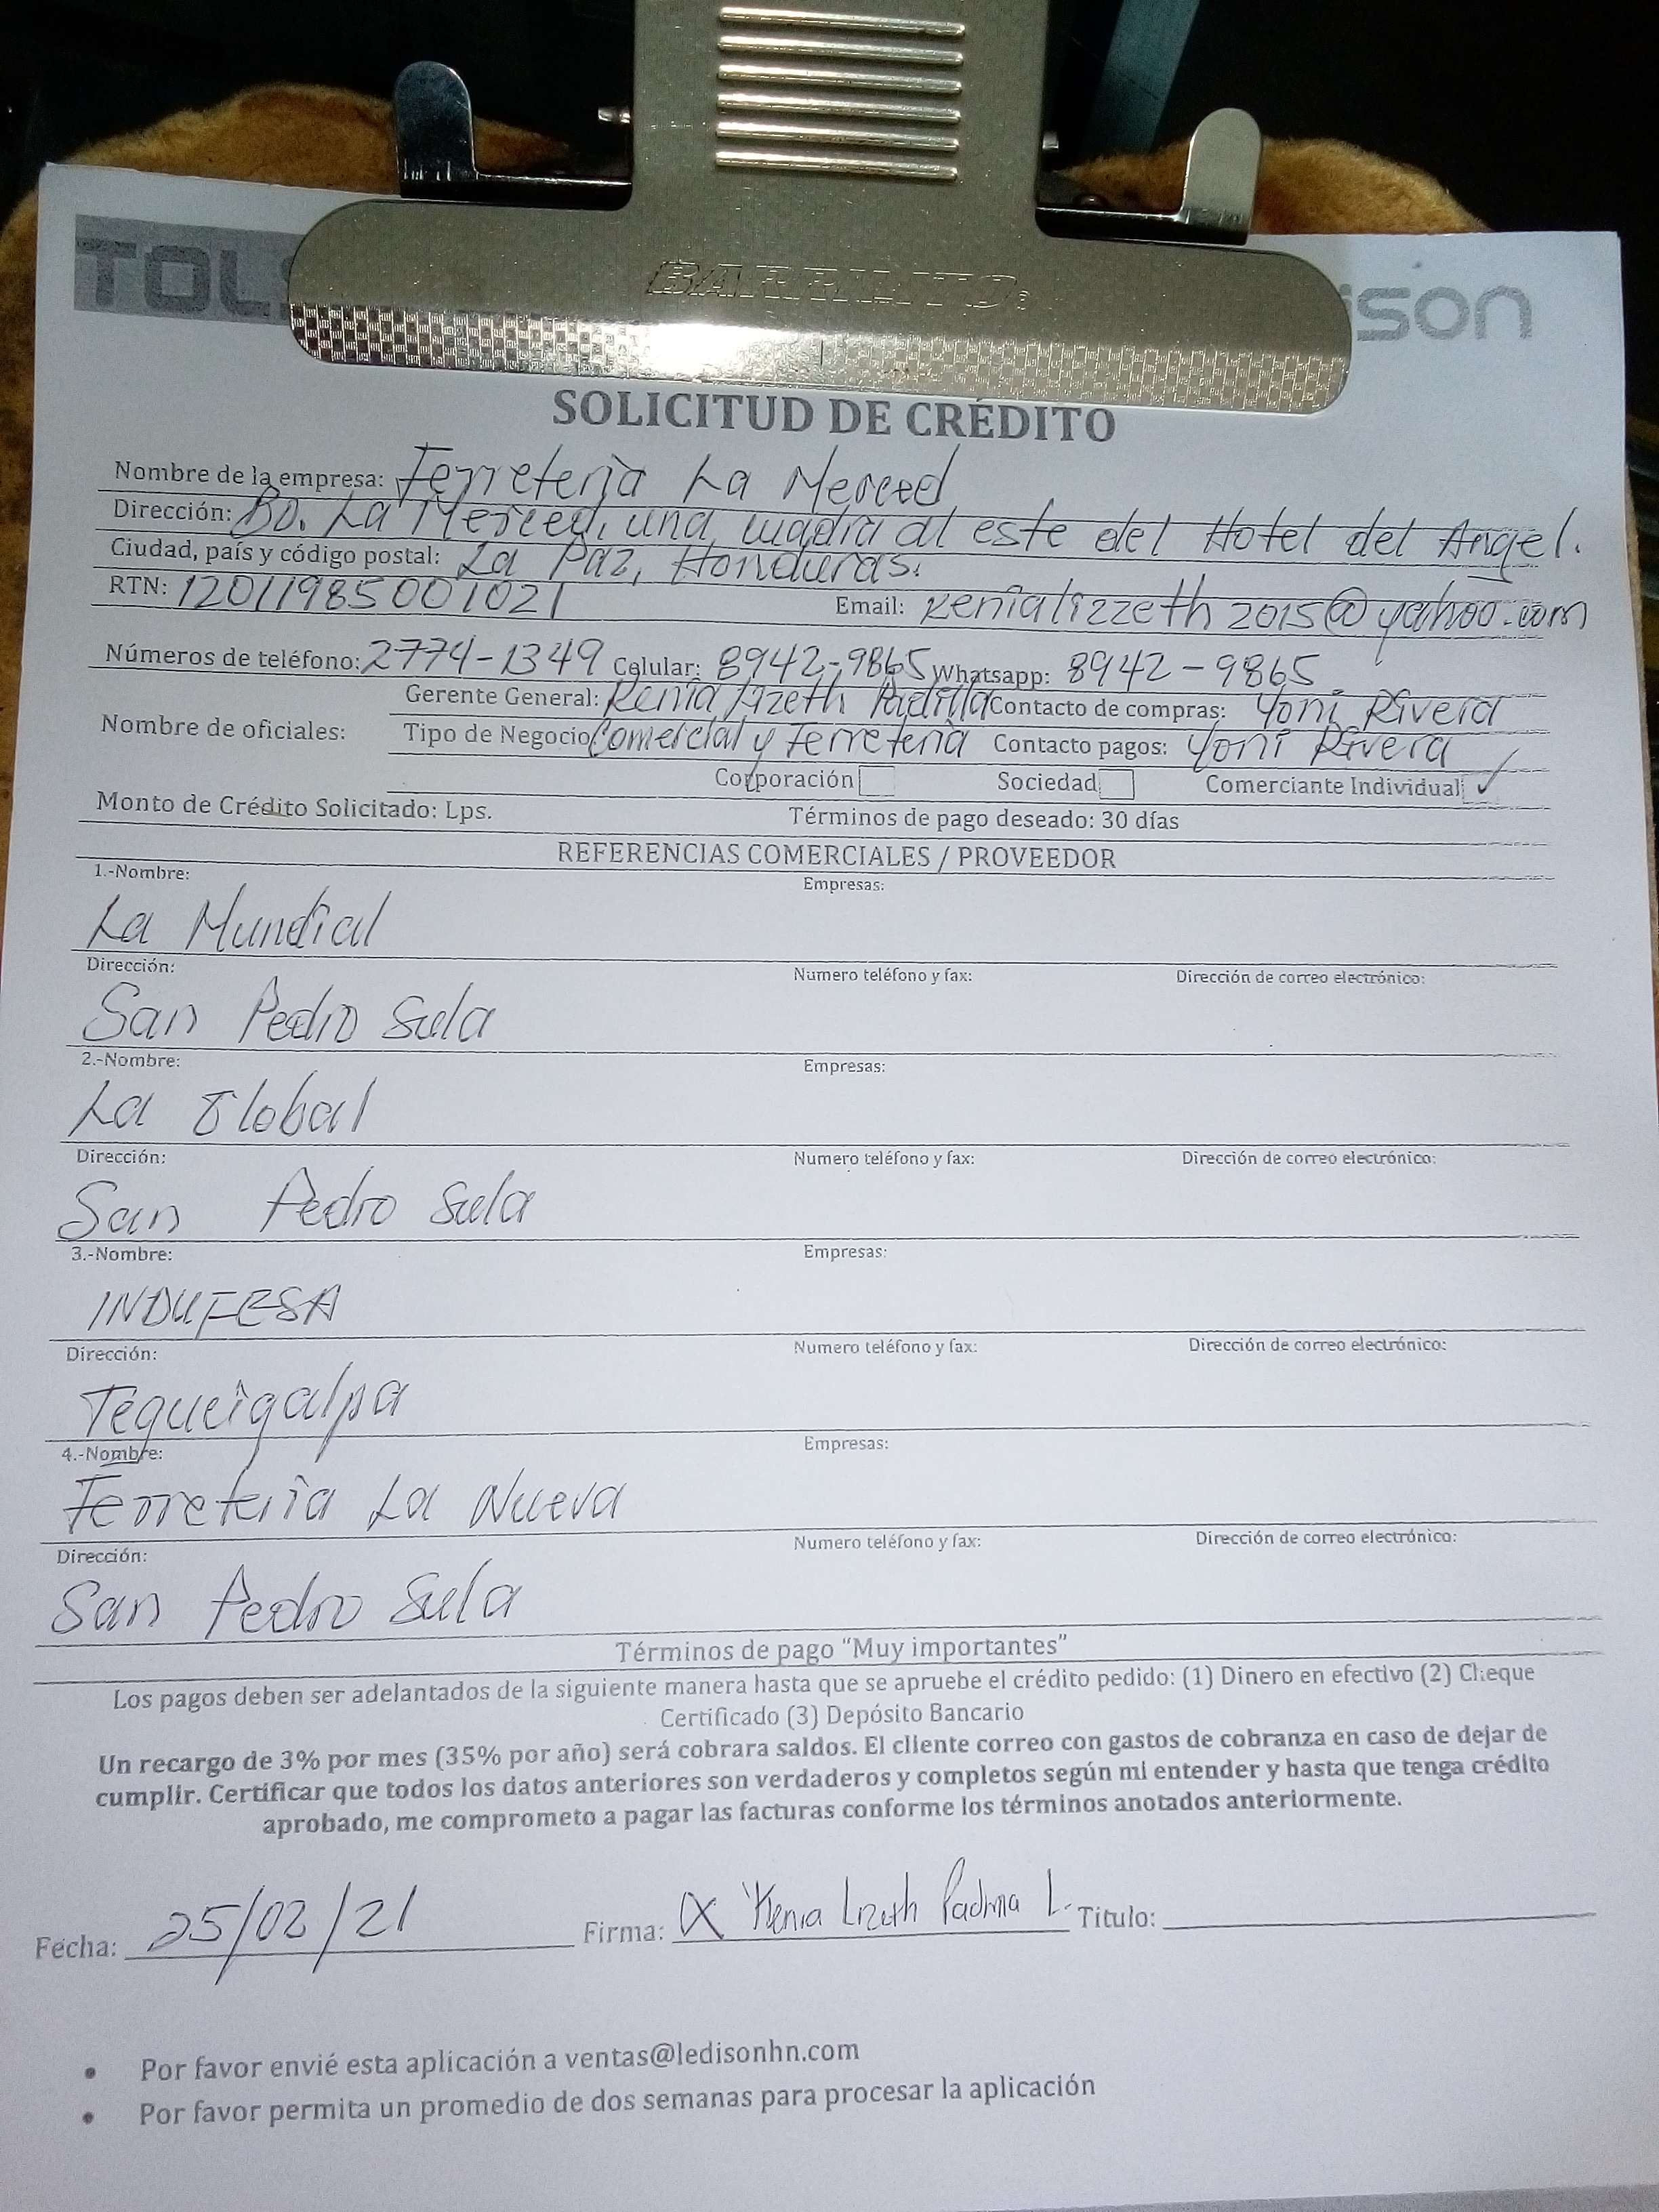 BARRILITO
SOLICITUD DE CRÉDITO
Nombre de la empresa: Ferretería La Merced
Dirección: Bo. La Merced, una cuadra al este del Hotel del Angel.
Ciudad, país y código postal: La Paz, Honduras.
RTN: 12011985001021 Email: kenializzeth2015@yahoo.com
Números de teléfono: 2774-1349 Celular: 8942-9865 Whatsapp: 8942-9865
Gerente General: Kenia Lizeth Padilla Contacto de compras: Yoni Rivera
Nombre de oficiales: Tipo de Negocio Comercial y Ferretería Contacto pagos: Yoni Rivera
Corporación Sociedad Comerciante Individual ✓
Monto de Crédito Solicitado: Lps. Términos de pago deseado: 30 días
REFERENCIAS COMERCIALES / PROVEEDOR
1.-Nombre: Empresas:
La Mundial
Dirección: Numero teléfono y fax: Dirección de correo electrónico:
San Pedro Sula
2.-Nombre: Empresas:
La Global
Dirección: Numero teléfono y fax: Dirección de correo electrónico:
San Pedro Sula
3.-Nombre: Empresas:
INDUFESA
Dirección: Numero teléfono y fax: Dirección de correo electrónico:
Tegucigalpa
4.-Nombre: Empresas:
Ferretería La Nueva
Dirección: Numero teléfono y fax: Dirección de correo electrónico:
San Pedro Sula
Términos de pago “Muy importantes”
Los pagos deben ser adelantados de la siguiente manera hasta que se apruebe el crédito pedido: (1) Dinero en efectivo (2) Cheque
Certificado (3) Depósito Bancario
Un recargo de 3% por mes (35% por año) será cobrara saldos. El cliente correo con gastos de cobranza en caso de dejar de
cumplir. Certificar que todos los datos anteriores son verdaderos y completos según mi entender y hasta que tenga crédito
aprobado, me comprometo a pagar las facturas conforme los términos anotados anteriormente.
Fecha: 25/02/21 Firma: X Kenia Lizeth Padilla L. Titulo:
• Por favor envié esta aplicación a ventas@ledisonhn.com
• Por favor permita un promedio de dos semanas para procesar la aplicación